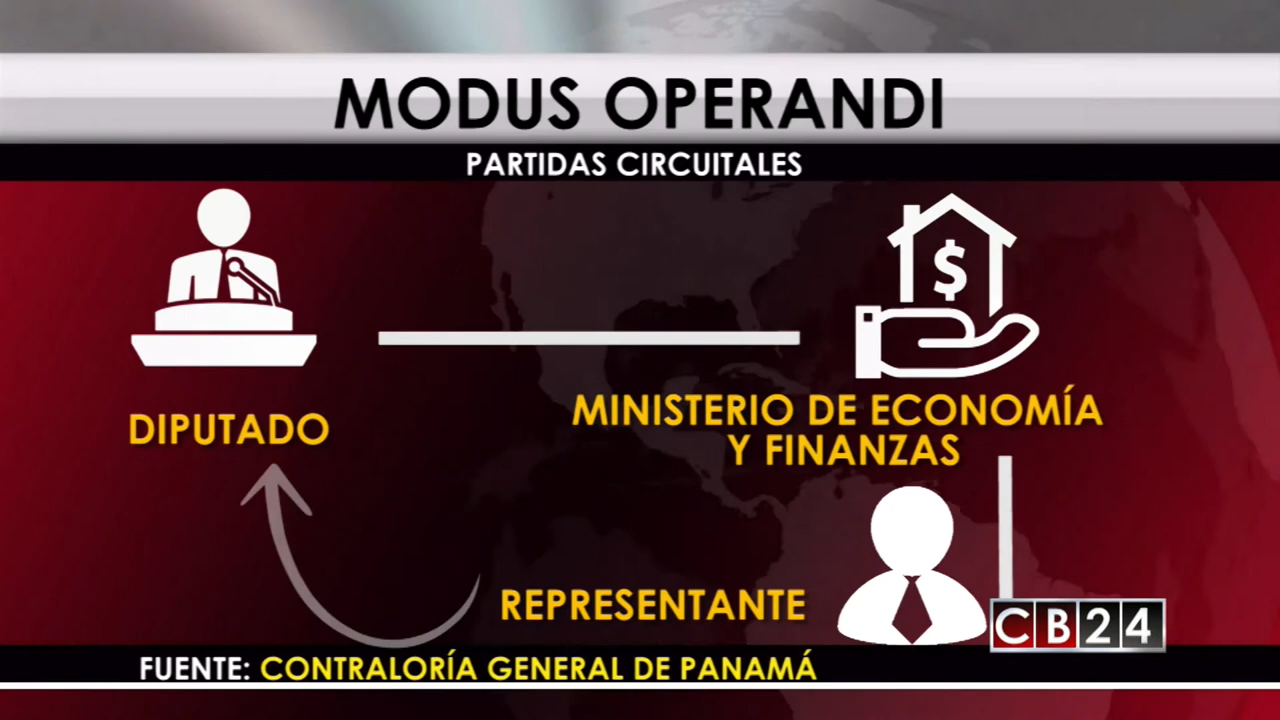 MODUS OPERANDI
PARTIDAS CIRCUITALES
$
DIPUTADO
MINISTERIO DE ECONOMÍA
Y FINANZAS
REPRESENTANTE
CB24
FUENTE: CONTRALORÍA GENERAL DE PANAMÁ